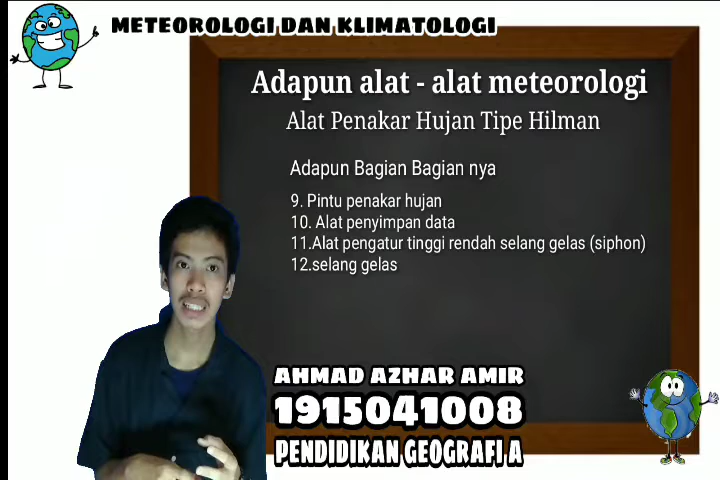 METEOROLOGI DAN KLIMATOLOGI
Adapun alat - alat meteorologi
Alat Penakar Hujan Tipe Hilman
Adapun Bagian Bagian nya
9. Pintu penakar hujan
10. Alat penyimpan data
11.Alat pengatur tinggi rendah selang gelas (siphon)
12.selang gelas
AHMAD AZHAR AMIR
1915041008
PENDIDIKAN GEOGRAFI A